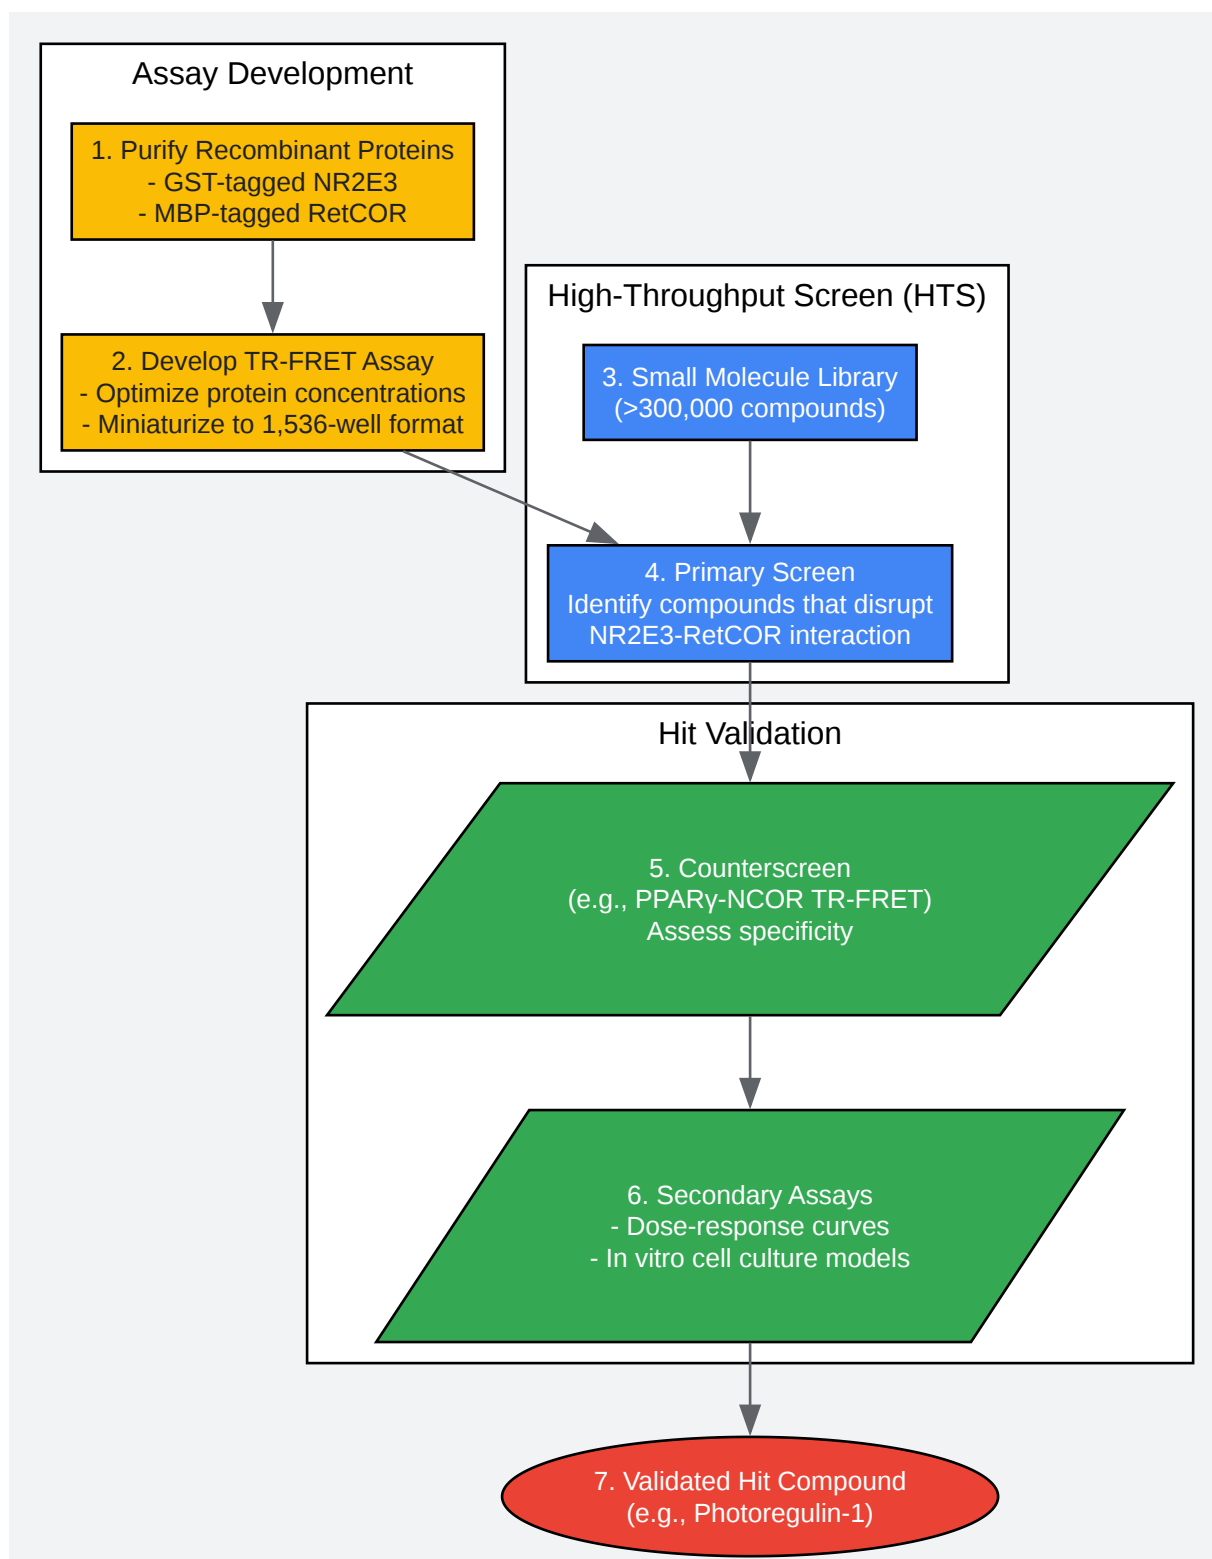 Assay Development
1. Purify Recombinant Proteins
- GST-tagged NR2E3
- MBP-tagged RetCOR
2. Develop TR-FRET Assay
- Optimize protein concentrations
- Miniaturize to 1,536-well format
High-Throughput Screen (HTS)
3. Small Molecule Library
(>300,000 compounds)
4. Primary Screen
Identify compounds that disrupt
NR2E3-RetCOR interaction
Hit Validation
5. Counterscreen
(e.g., PPARγ-NCOR TR-FRET)
Assess specificity
6. Secondary Assays
- Dose-response curves
- In vitro cell culture models
7. Validated Hit Compound
(e.g., Photoregulin-1)